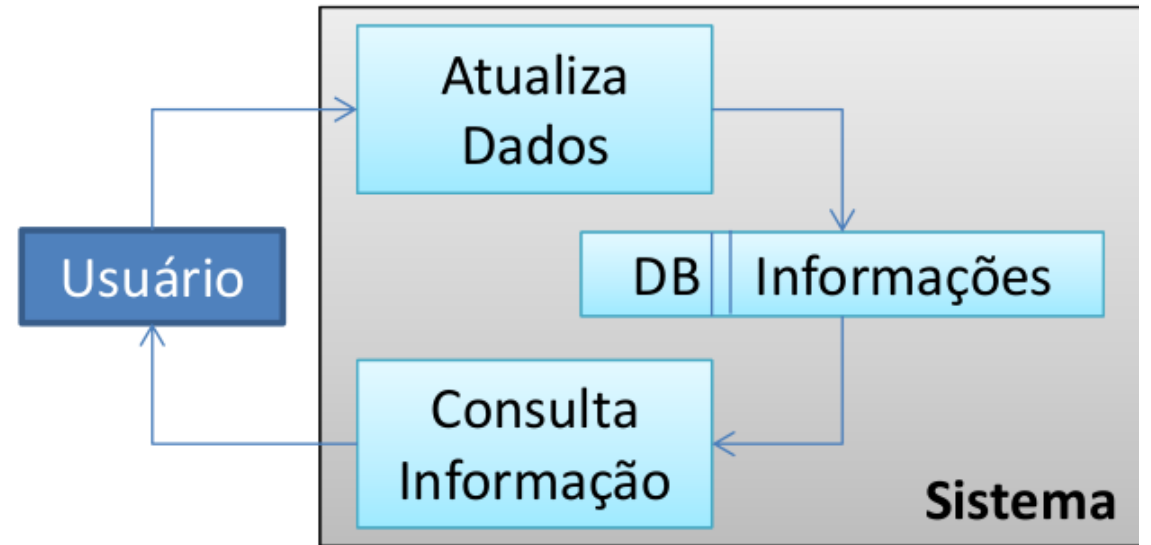 Atualiza
Dados
Usuário
DB Informações
Consulta
Informação
Sistema